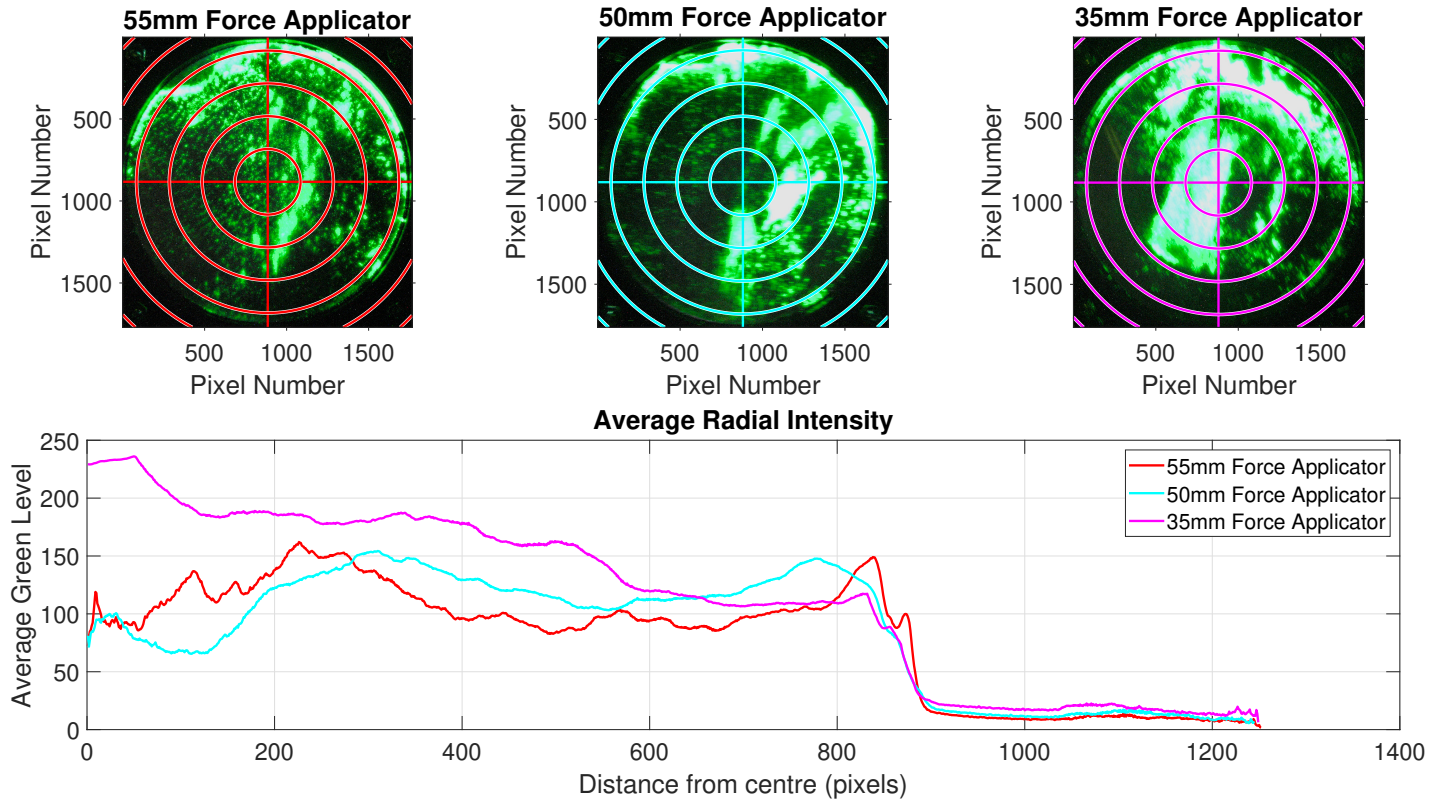 55mm Force Applicator
50mm Force Applicator
35mm Force Applicator
Pixel Number
500
1000
1500
500
1000
1500
Pixel Number
Pixel Number
500
1000
1500
500
1000
1500
Pixel Number
Pixel Number
500
1000
1500
500
1000
1500
Pixel Number
Average Radial Intensity
Average Green Level
250
200
150
100
50
0
0
200
400
600
800
1000
1200
1400
Distance from centre (pixels)
55mm Force Applicator
50mm Force Applicator
35mm Force Applicator